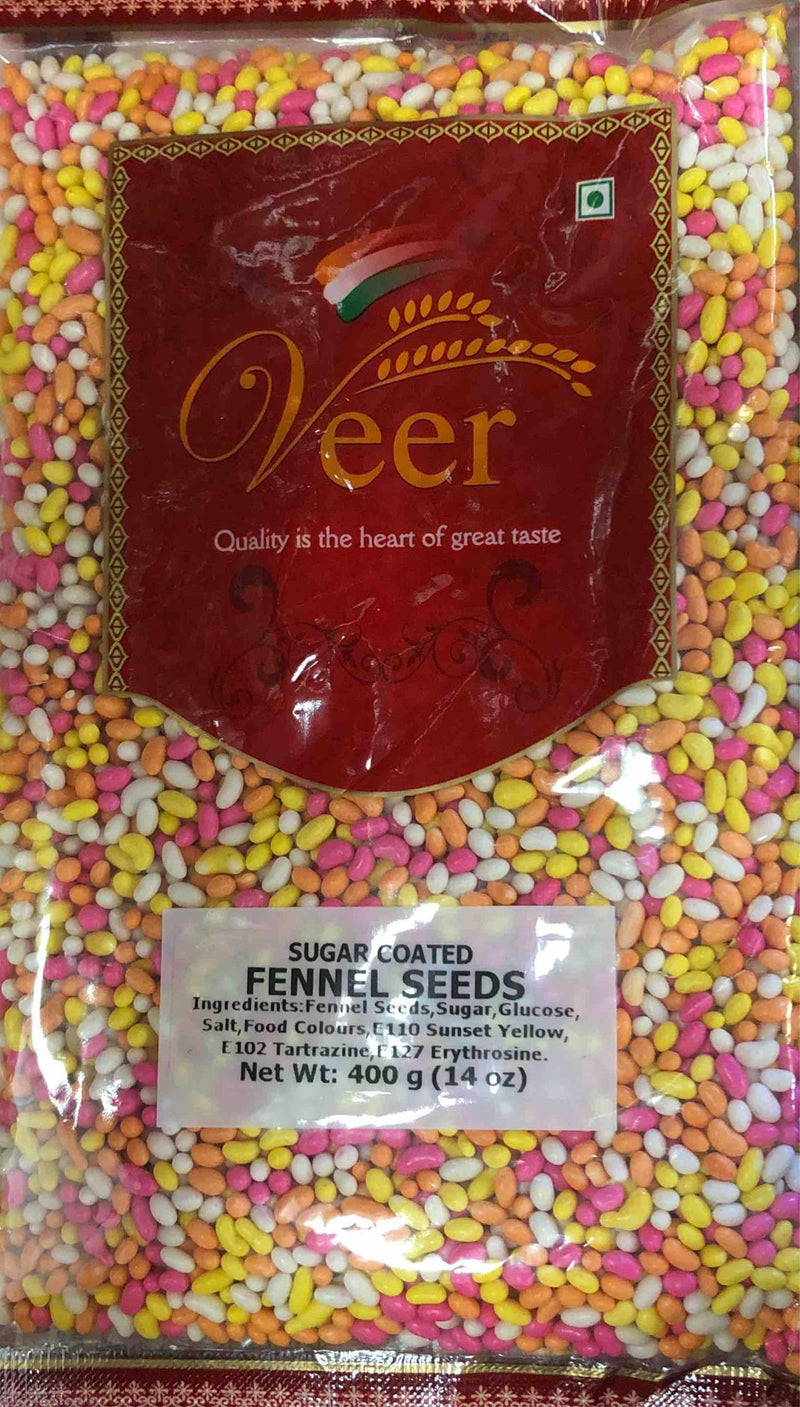 Veer
Quality is the heart of great taste
SUGAR COATED
FENNEL SEEDS
Ingredients:Fennel Seeds,Sugar,Glucose,
Salt,Food Colours,E110 Sunset Yellow,
E102 Tartrazine,E127 Erythrosine.
Net Wt: 400 g (14 oz)